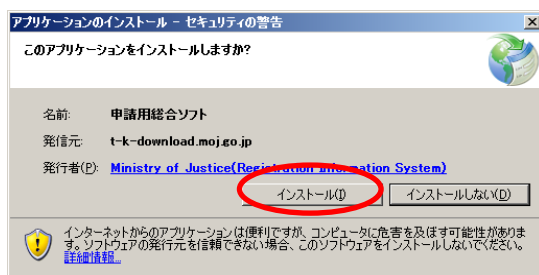 アプリケーションのインストール - セキュリティの警告
このアプリケーションをインストールしますか?
名前: 申請用総合ソフト
発信元: t-k-download.moj.go.jp
発行者(P): Ministry of Justice(Registration Information System)
インストール(I) インストールしない(D)
インターネットからのアプリケーションは便利ですが、コンピュータに危害を及ぼす可能性がありま
す。ソフトウェアの発行元を信頼できない場合、このソフトウェアをインストールしないでください。
詳細情報...